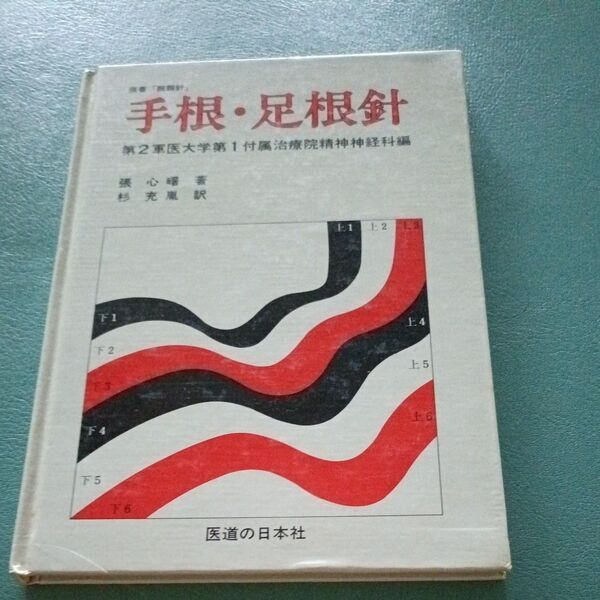 原著「腕踝針」
手根・足根針
第2軍医大学第1付属治療院精神神経科編
張 心曙 著
杉 充胤 訳
上1 上2 上3
下1
上4
下2
上5
下3
上6
下4
下5
下6
医道の日本社